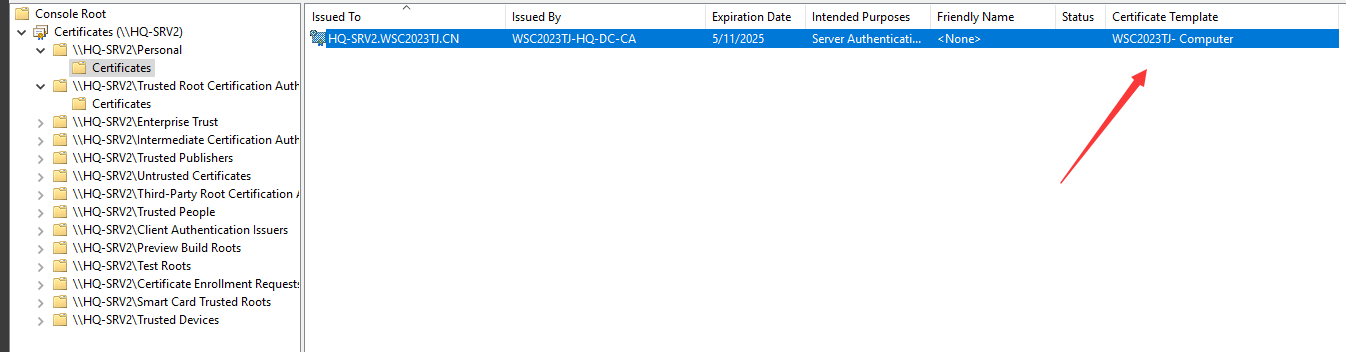 Console Root
Certificates (\\HQ-SRV2)
\\HQ-SRV2\Personal
Certificates
\\HQ-SRV2\Trusted Root Certification Auth
Certificates
\\HQ-SRV2\Enterprise Trust
\\HQ-SRV2\Intermediate Certification Auth
\\HQ-SRV2\Trusted Publishers
\\HQ-SRV2\Untrusted Certificates
\\HQ-SRV2\Third-Party Root Certification A
\\HQ-SRV2\Trusted People
\\HQ-SRV2\Client Authentication Issuers
\\HQ-SRV2\Preview Build Roots
\\HQ-SRV2\Test Roots
\\HQ-SRV2\Certificate Enrollment Requests
\\HQ-SRV2\Smart Card Trusted Roots
\\HQ-SRV2\Trusted Devices
Issued To Issued By Expiration Date Intended Purposes Friendly Name Status Certificate Template
HQ-SRV2.WSC2023TJ.CN WSC2023TJ-HQ-DC-CA 5/11/2025 Server Authenticati... <None> WSC2023TJ- Computer